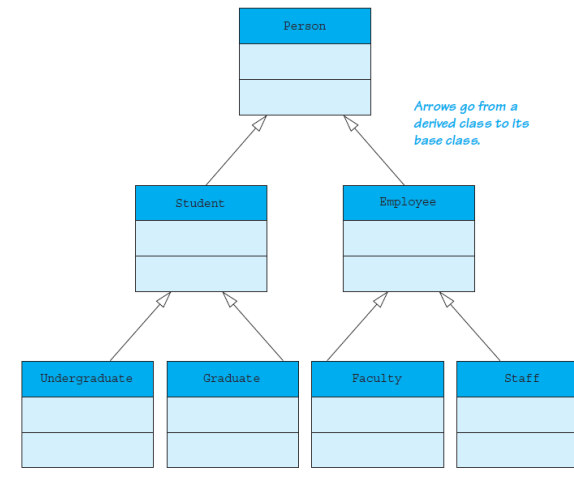 Person
Arrows go from a
derived class to its
base class.
Student
Employee
Undergraduate
Graduate
Faculty
Staff